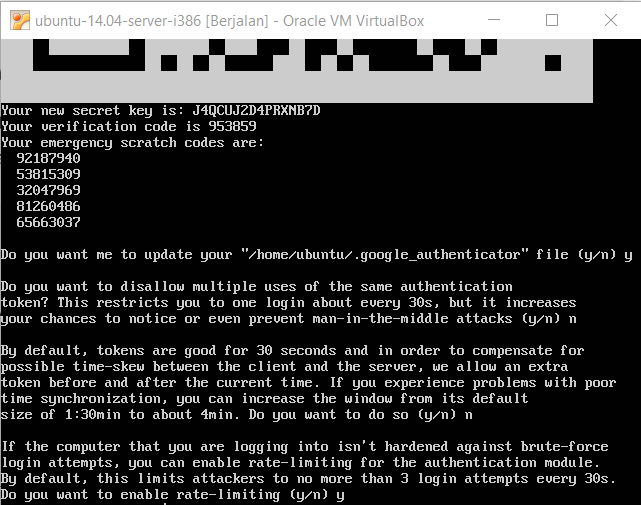 ubuntu-14.04-server-i386 [Berjalan] - Oracle VM VirtualBox
Your new secret key is: J4QCUJ2D4PRXNB7D
Your verification code is 953859
Your emergency scratch codes are:
92187940
53815309
32047969
81260486
65663037
Do you want me to update your "/home/ubuntu/.google_authenticator" file (y/n) y
Do you want to disallow multiple uses of the same authentication
token? This restricts you to one login about every 30s, but it increases
your chances to notice or even prevent man-in-the-middle attacks (y/n) n
By default, tokens are good for 30 seconds and in order to compensate for
possible time-skew between the client and the server, we allow an extra
token before and after the current time. If you experience problems with poor
time synchronization, you can increase the window from its default
size of 1:30min to about 4min. Do you want to do so (y/n) n
If the computer that you are logging into isn't hardened against brute-force
login attempts, you can enable rate-limiting for the authentication module.
By default, this limits attackers to no more than 3 login attempts every 30s.
Do you want to enable rate-limiting (y/n) y